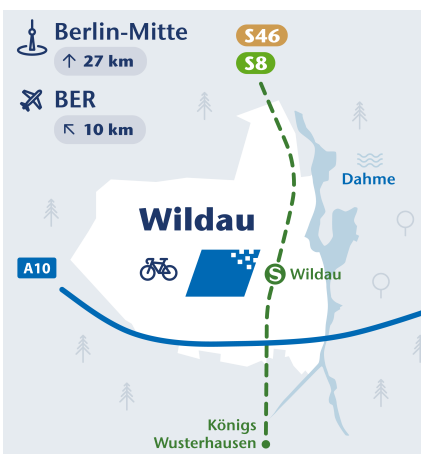 Berlin-Mitte
↑ 27 km
BER
↖ 10 km
S46
S8
Dahme
Wildau
A10
S Wildau
Königs
Wusterhausen